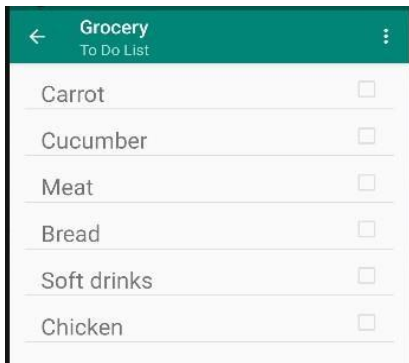 Grocery
To Do List
Carrot
Cucumber
Meat
Bread
Soft drinks
Chicken